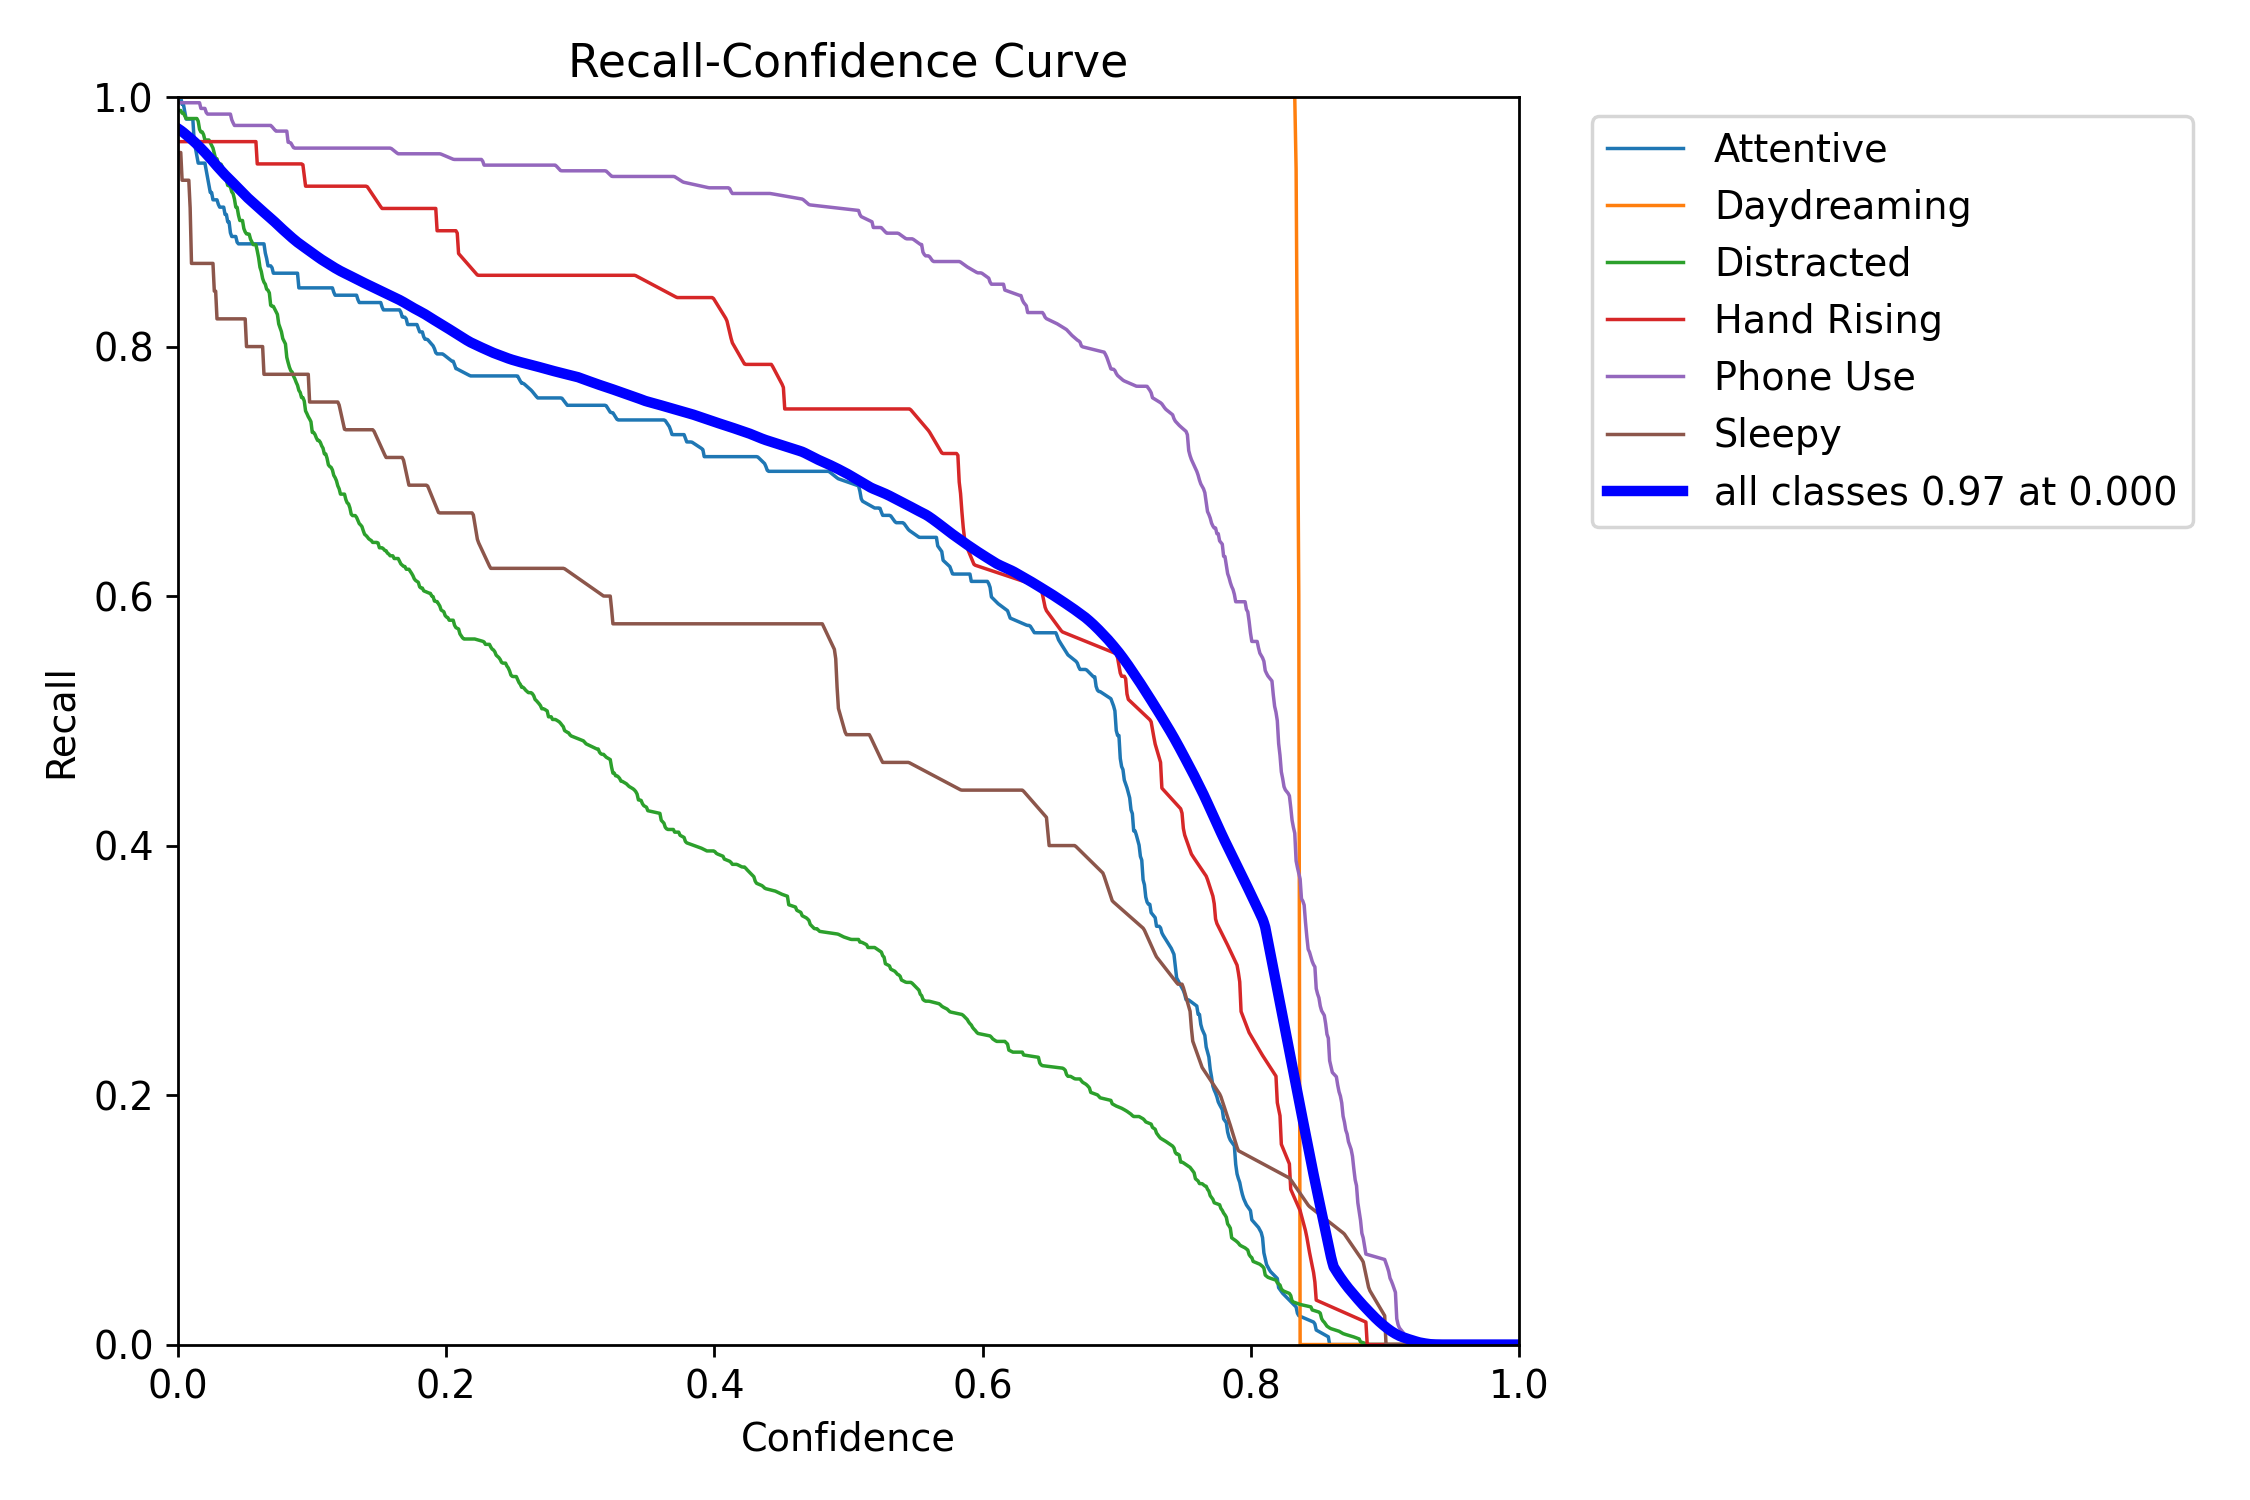 Recall-Confidence Curve
1.0
0.8
0.6
0.4
0.2
0.0
Recall
0.0 0.2 0.4 0.6 0.8 1.0
Confidence
Attentive
Daydreaming
Distracted
Hand Rising
Phone Use
Sleepy
all classes 0.97 at 0.000